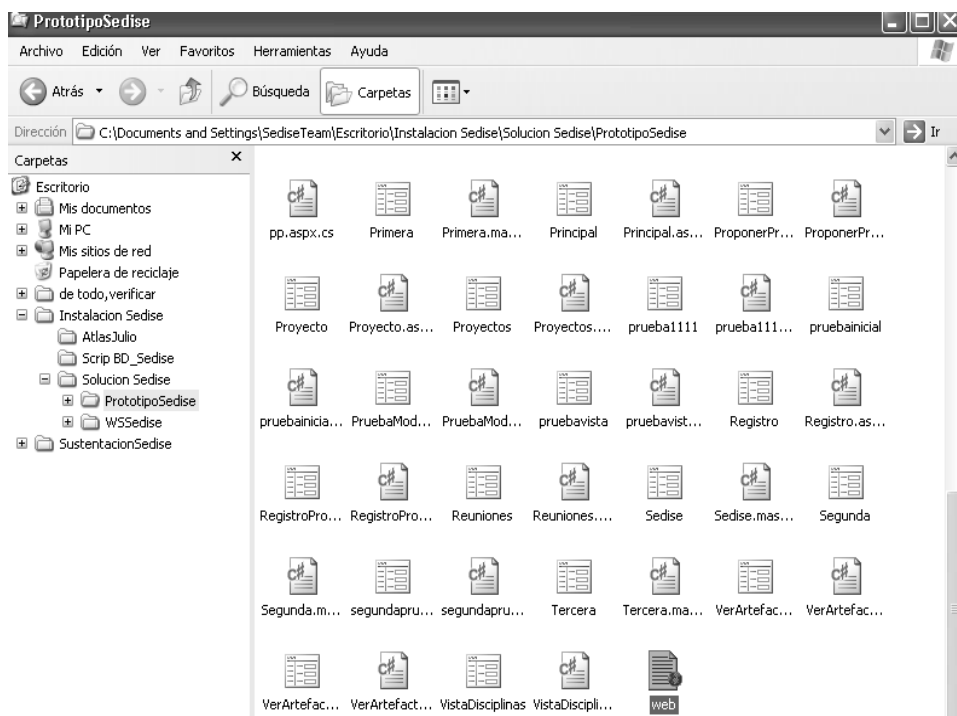 PrototipoSedise
Archivo Edición Ver Favoritos Herramientas Ayuda
Atrás Búsqueda Carpetas
Dirección C:\Documents and Settings\SediseTeam\Escritorio\Instalacion Sedise\Solucion Sedise\PrototipoSedise Ir
Carpetas x
Escritorio
Mis documentos
Mi PC
Mis sitios de red
Papelera de reciclaje
de todo,verificar
Instalacion Sedise
AtlasJulio
Scrip BD_Sedise
Solucion Sedise
PrototipoSedise
WSSedise
SustentacionSedise
pp.aspx.cs Primera Primera.ma... Principal Principal.as... ProponerPr... ProponerPr...
Proyecto Proyecto.as... Proyectos Proyectos.... prueba1111 prueba111... pruebainicial
pruebainicia... PruebaMod... PruebaMod... pruebavista pruebavist... Registro Registro.as...
RegistroPro... RegistroPro... Reuniones Reuniones.... Sedise Sedise.mas... Segunda
Segunda.m... segundapru... segundapru... Tercera Tercera.ma... VerArtefac... VerArtefac...
VerArtefac... VerArtefact... VistaDisciplinas VistaDiscipli... web